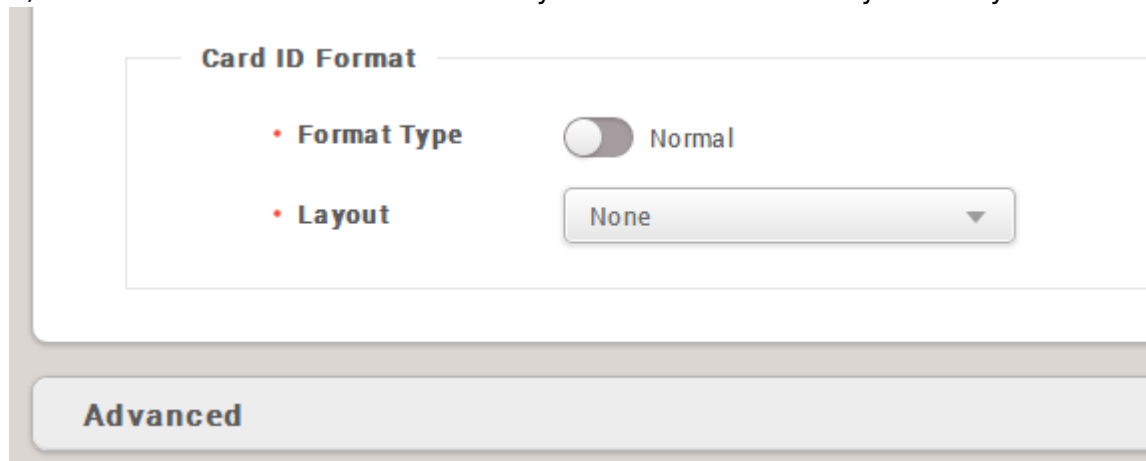 Card ID Format
• Format Type Normal
• Layout None
Advanced